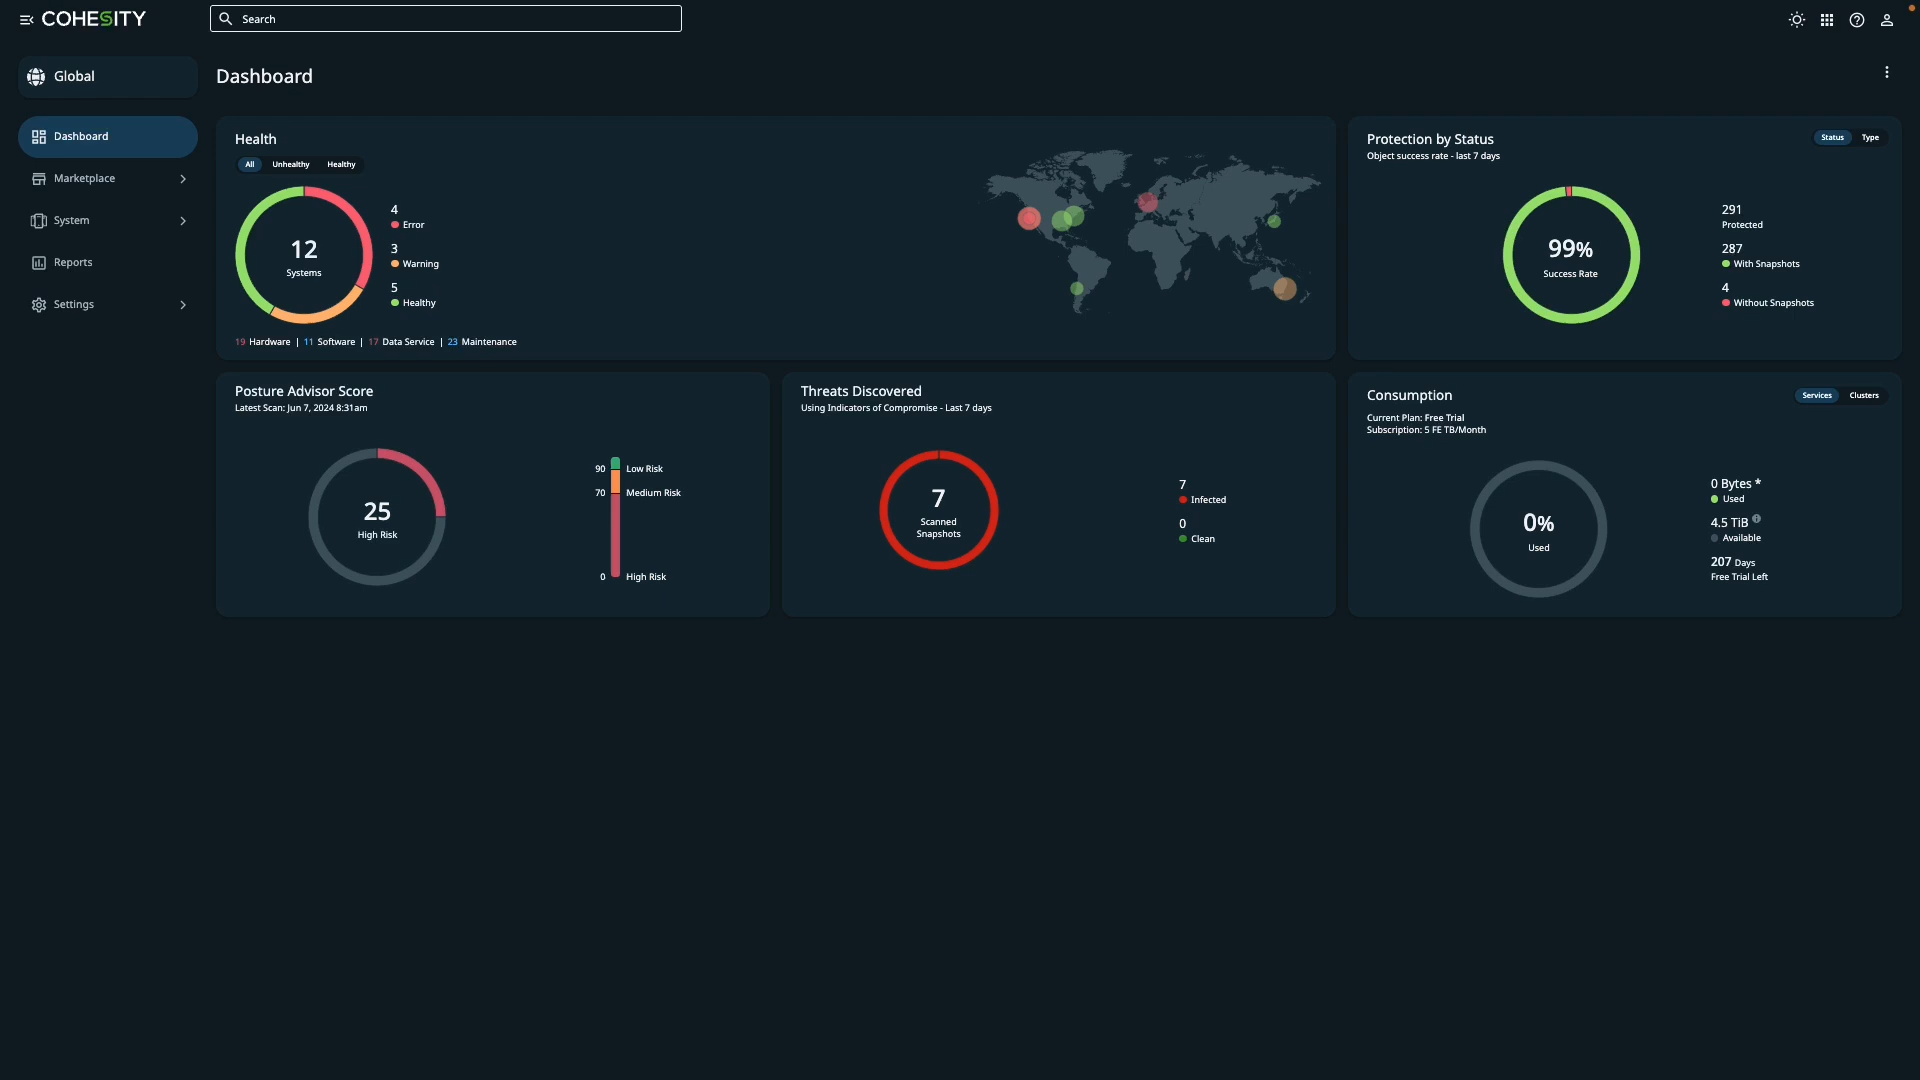 COHESITY
Search
Global
Dashboard
Dashboard
Marketplace
System
Reports
Settings
Health
All Unhealthy Healthy
12
Systems
4
Error
3
Warning
5
Healthy
19 Hardware | 11 Software | 17 Data Service | 23 Maintenance
Protection by Status
Status Type
Object success rate - last 7 days
99%
Success Rate
291
Protected
287
With Snapshots
4
Without Snapshots
Posture Advisor Score
Latest Scan: Jun 7, 2024 8:31am
25
High Risk
90 Low Risk
70 Medium Risk
0 High Risk
Threats Discovered
Using Indicators of Compromise - Last 7 days
7
Scanned
Snapshots
7
Infected
0
Clean
Consumption
Services Clusters
Current Plan: Free Trial
Subscription: 5 FE TB/Month
0%
Used
0 Bytes *
Used
4.5 TiB
Available
207 Days
Free Trial Left